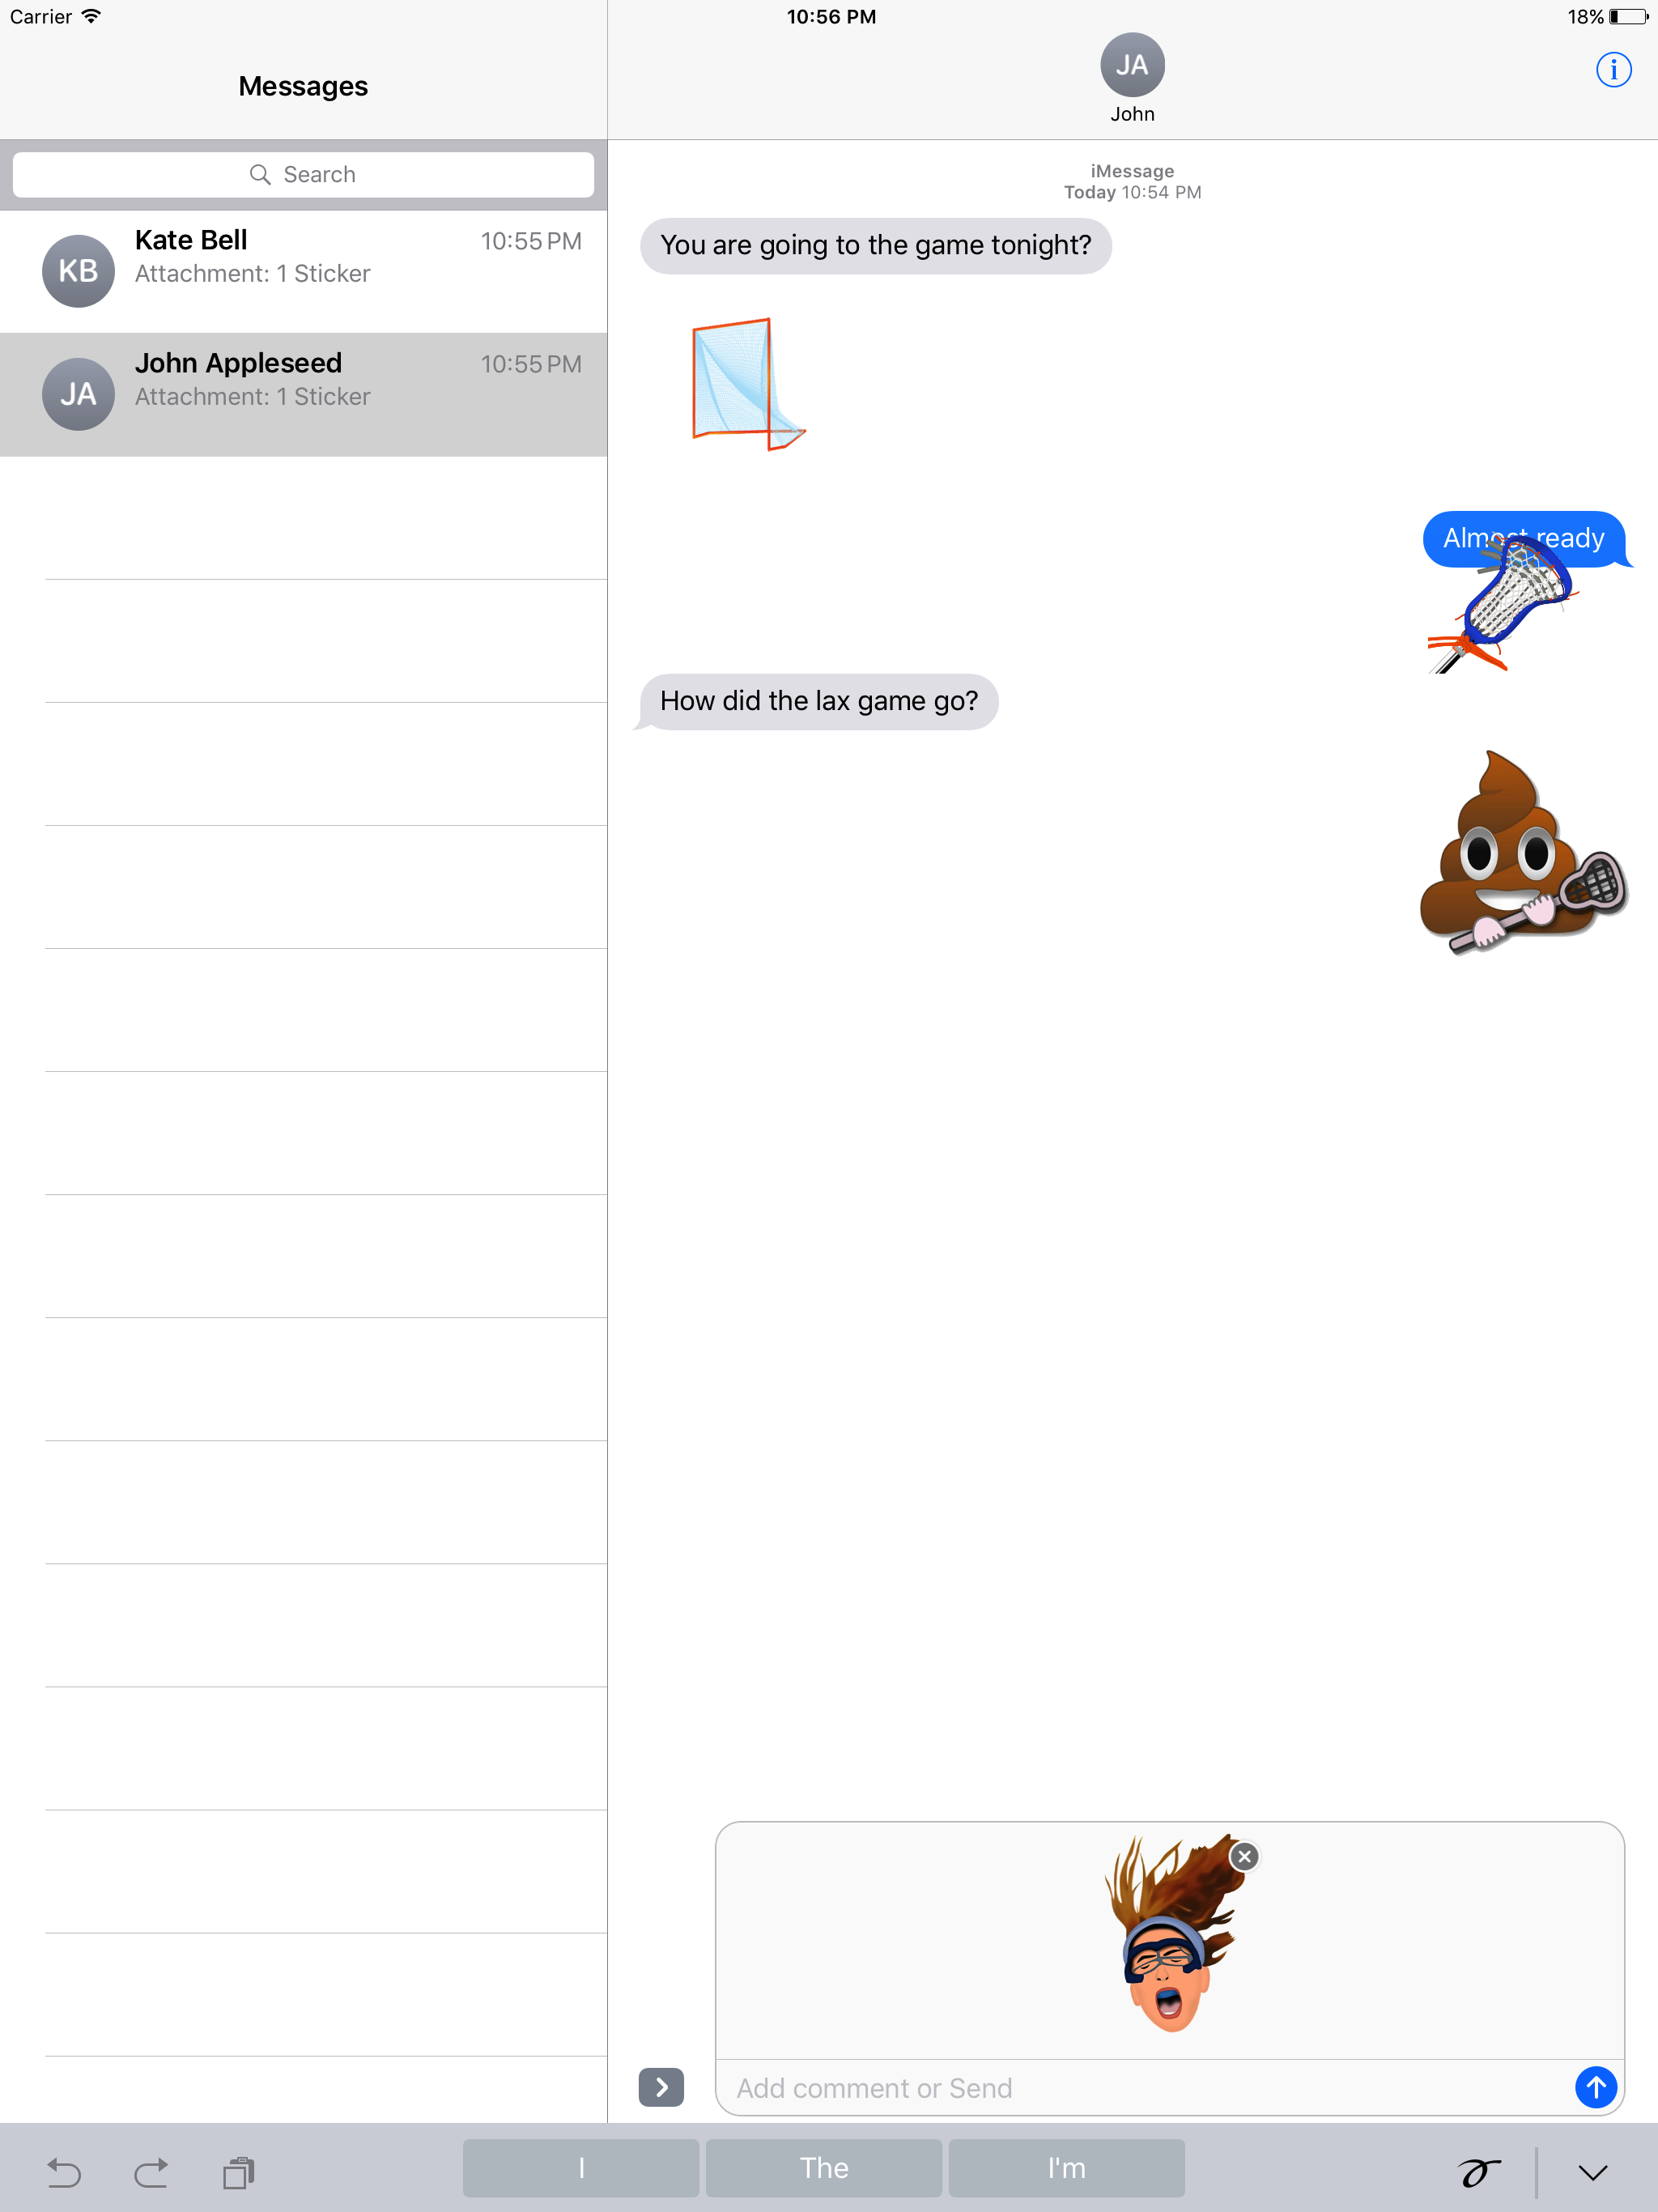 Carrier
10:56 PM
18%
Messages
JA
John
i
Search
KB
Kate Bell
10:55 PM
Attachment: 1 Sticker
JA
John Appleseed
10:55 PM
Attachment: 1 Sticker
iMessage
Today 10:54 PM
You are going to the game tonight?
Almost ready
How did the lax game go?
Add comment or Send
I
The
I'm